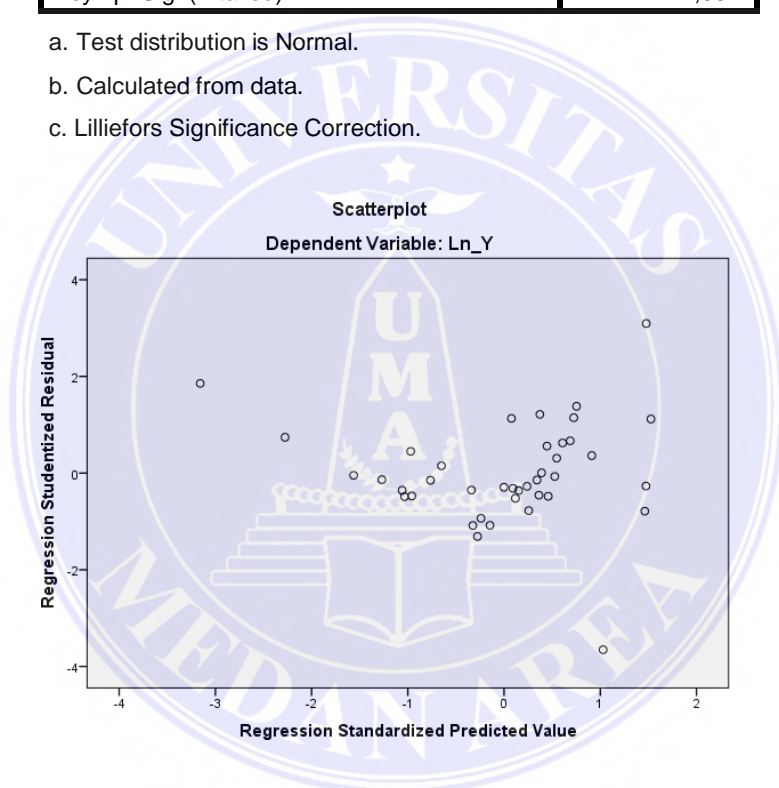 a. Test distribution is Normal.
b. Calculated from data.
c. Lilliefors Significance Correction.
UNIVERSITAS
Scatterplot
Dependent Variable: Ln_Y
UMA
Regression Studentized Residual
4
2
0
-2
-4
-4 -3 -2 -1 0 1 2
Regression Standardized Predicted Value
MEDAN AREA